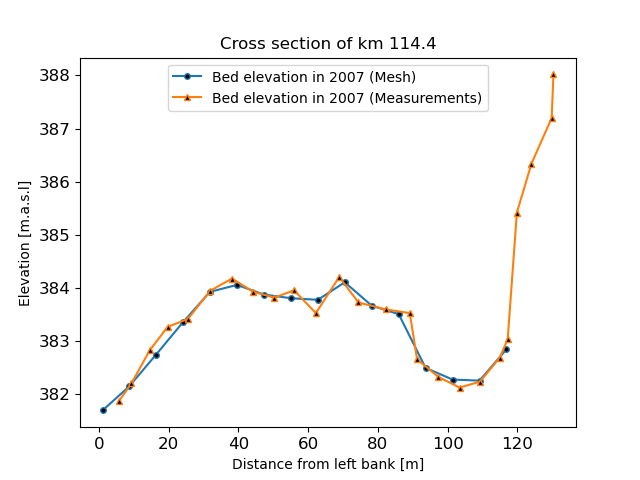 Cross section of km 114.4
Bed elevation in 2007 (Mesh)
Bed elevation in 2007 (Measurements)
388
387
386
385
384
383
382
Elevation [m.a.s.l]
0 20 40 60 80 100 120
Distance from left bank [m]